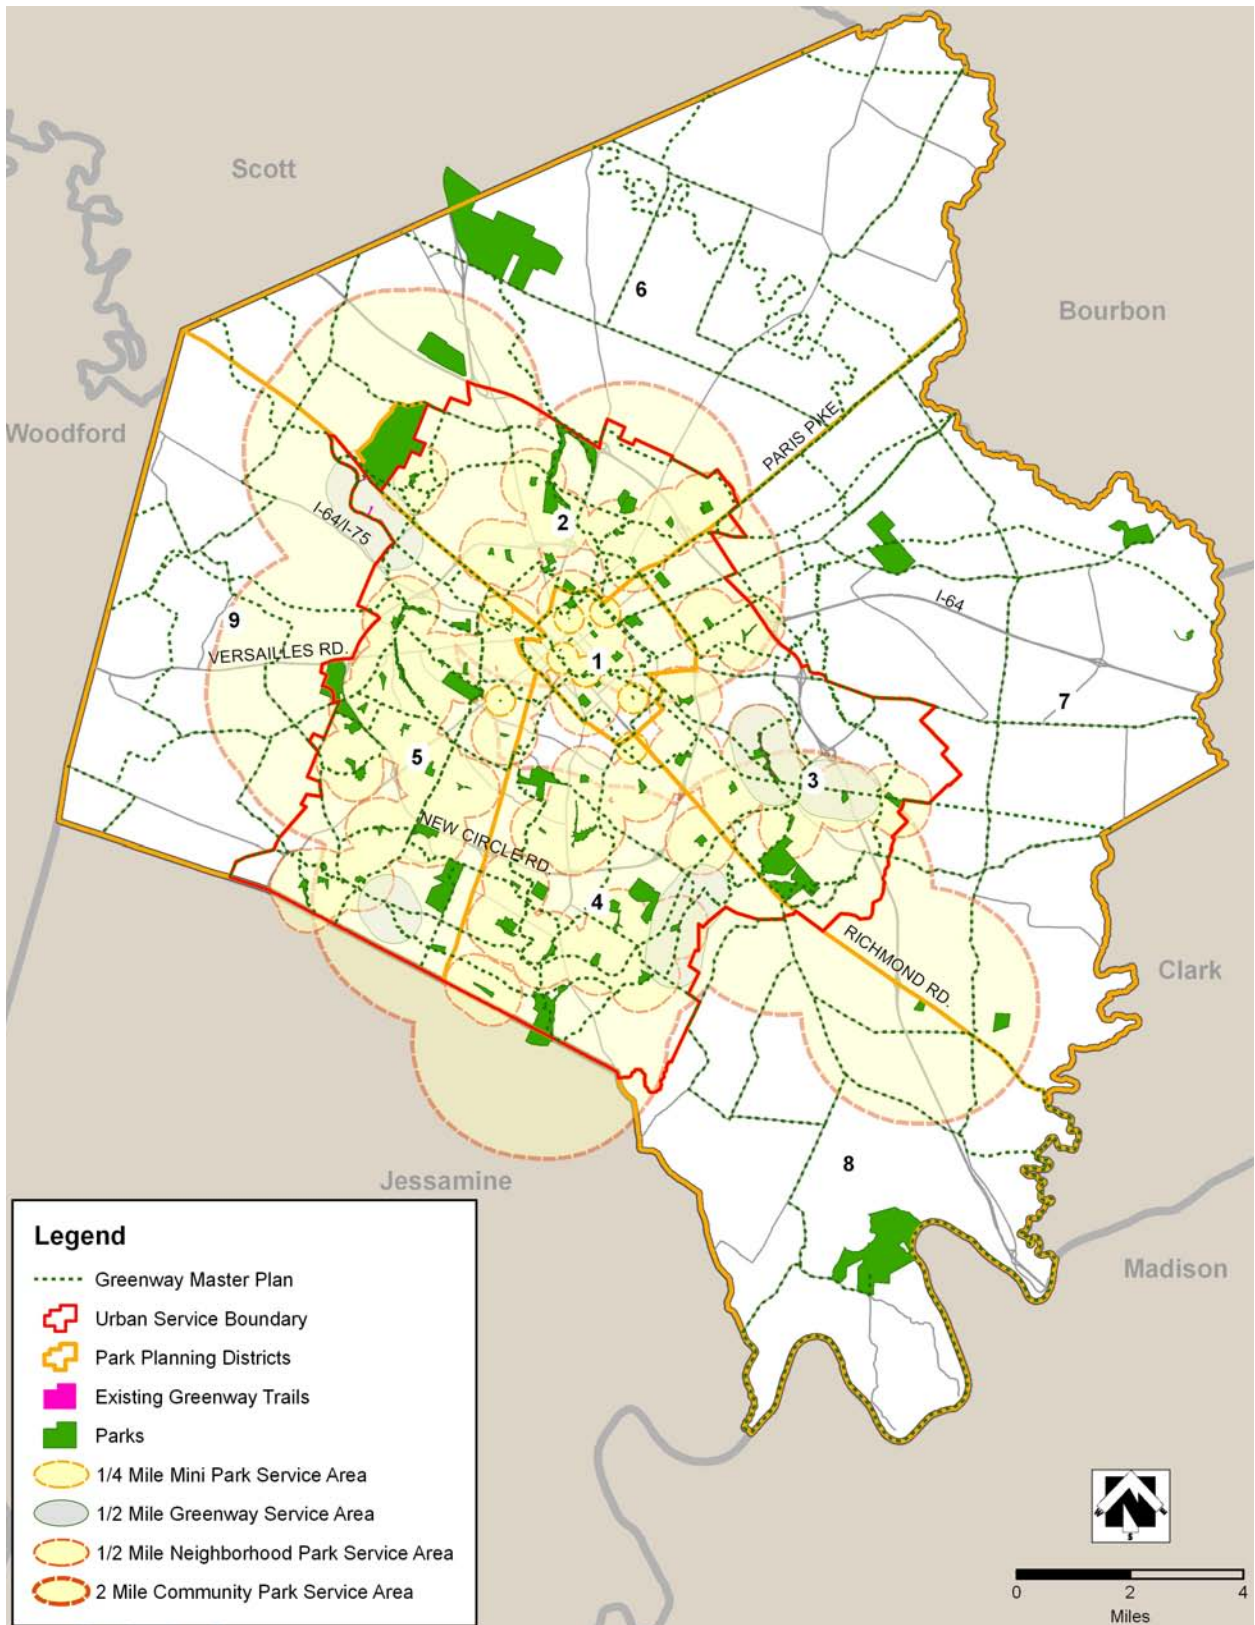 Scott
6
Bourbon
PARIS PIKE
Woodford
I-64/I-75
2
I-64
9
VERSAILLES RD.
1
7
5
3
NEW CIRCLE RD.
4
RICHMOND RD.
Clark
8
Jessamine
Madison
Legend
Greenway Master Plan
Urban Service Boundary
Park Planning Districts
Existing Greenway Trails
Parks
1/4 Mile Mini Park Service Area
1/2 Mile Greenway Service Area
1/2 Mile Neighborhood Park Service Area
2 Mile Community Park Service Area
S
0 2 4
Miles